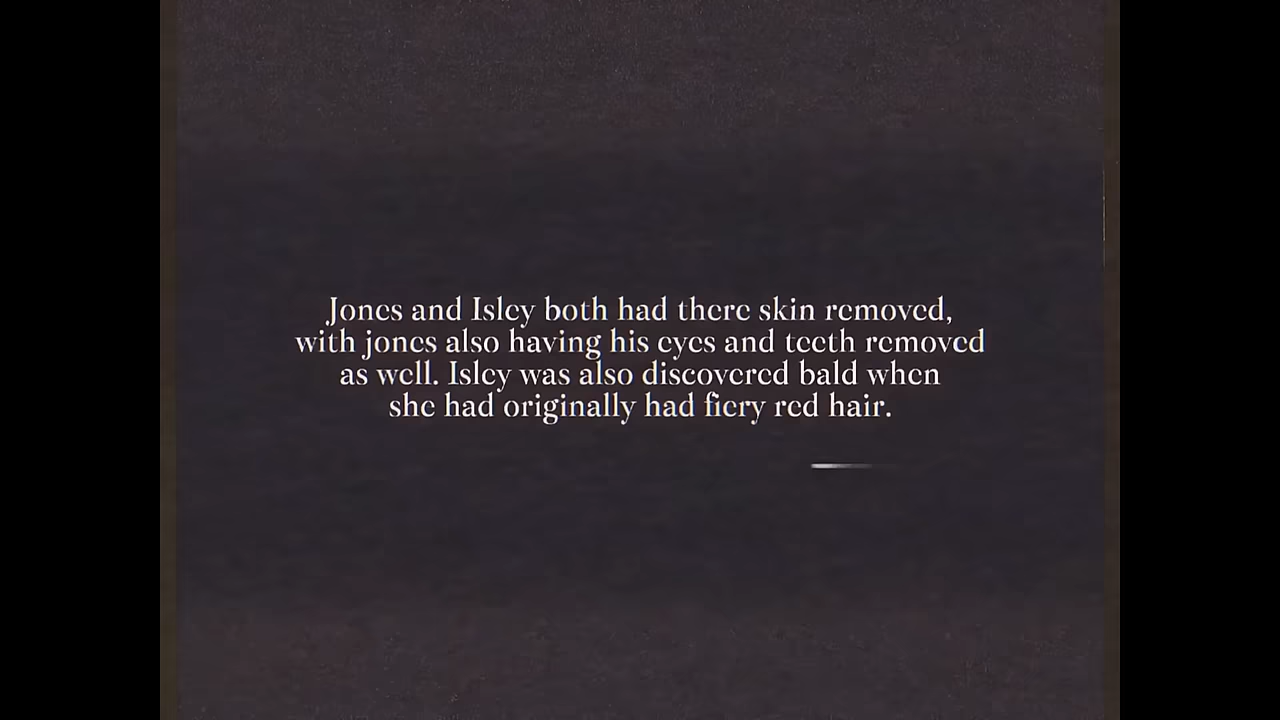 Jones and Isley both had there skin removed,
with jones also having his eyes and teeth removed
as well. Isley was also discovered bald when
she had originally had fiery red hair.